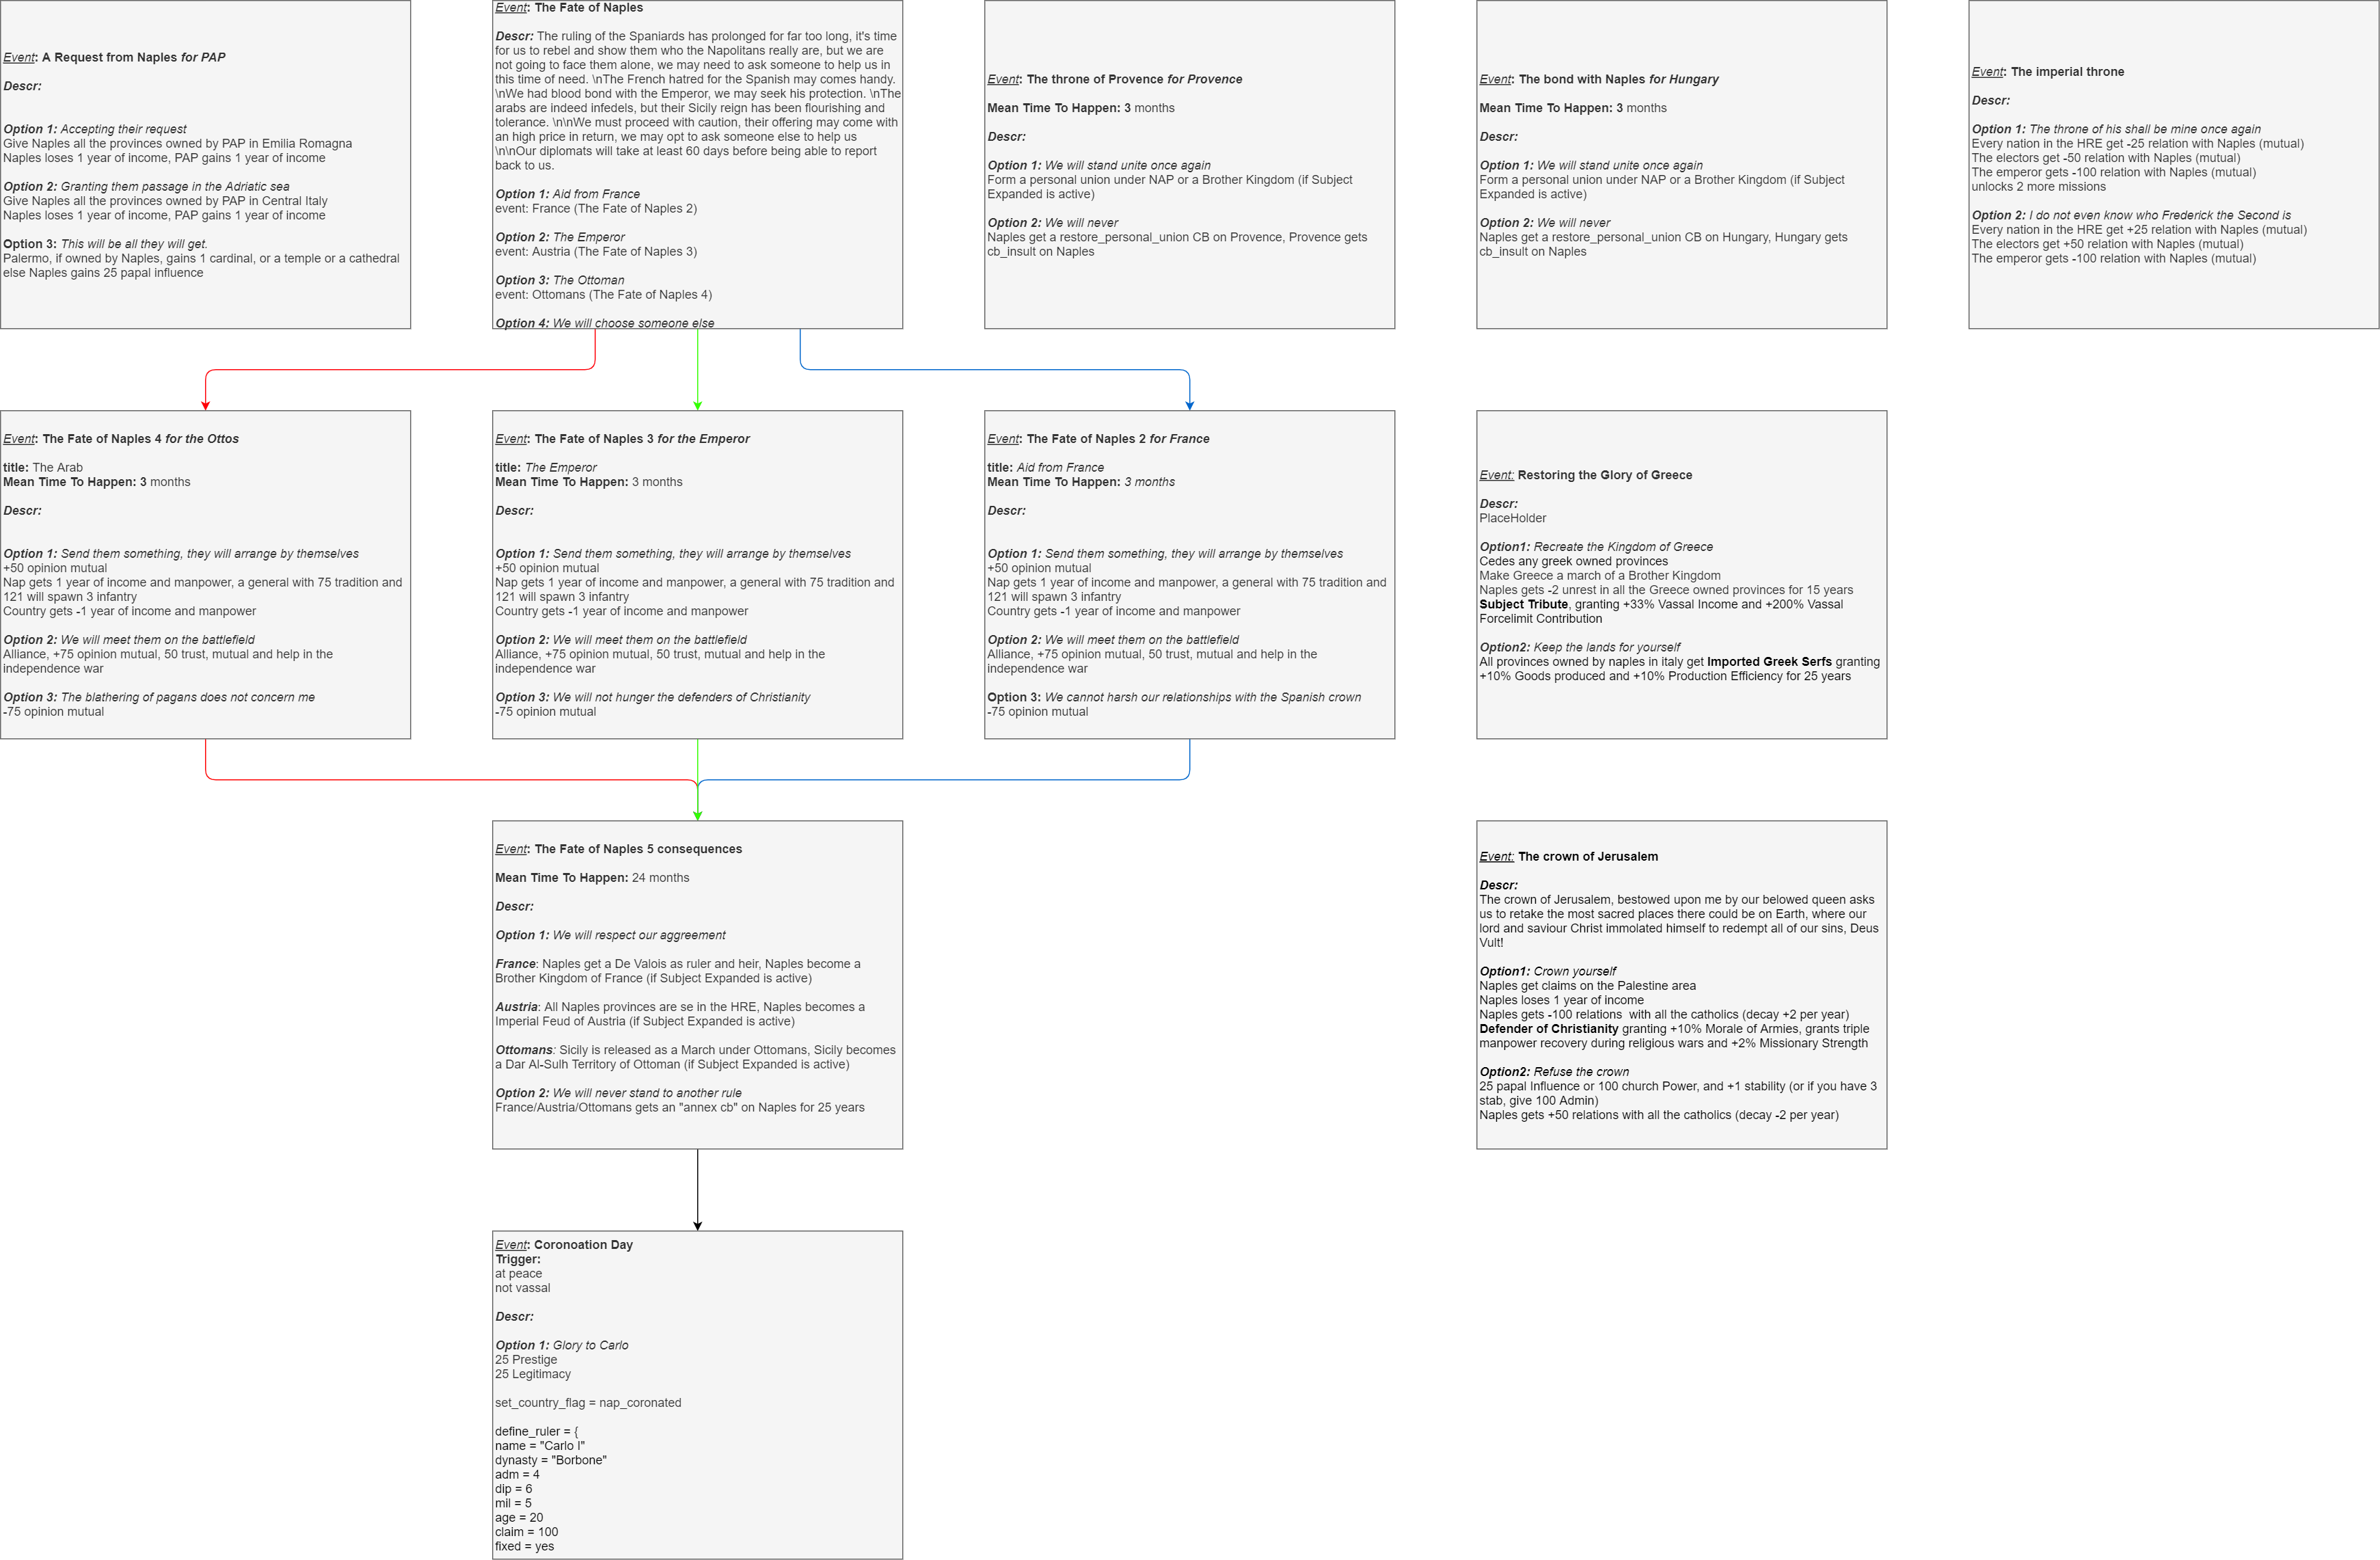 Event: A Request from Naples for PAP
Descr:
Option 1: Accepting their request
Give Naples all the provinces owned by PAP in Emilia Romagna
Naples loses 1 year of income, PAP gains 1 year of income
Option 2: Granting them passage in the Adriatic sea
Give Naples all the provinces owned by PAP in Central Italy
Naples loses 1 year of income, PAP gains 1 year of income
Option 3: This will be all they will get.
Palermo, if owned by Naples, gains 1 cardinal, or a temple or a cathedral
else Naples gains 25 papal influence
Event: The Fate of Naples
Descr: The ruling of the Spaniards has prolonged for far too long, it's time
for us to rebel and show them who the Napolitans really are, but we are
not going to face them alone, we may need to ask someone to help us in
this time of need. \nThe French hatred for the Spanish may comes handy.
\nWe had blood bond with the Emperor, we may seek his protection. \nThe
arabs are indeed infedels, but their Sicily reign has been flourishing and
tolerance. \n\nWe must proceed with caution, their offering may come with
an high price in return, we may opt to ask someone else to help us
\n\nOur diplomats will take at least 60 days before being able to report
back to us.
Option 1: Aid from France
event: France (The Fate of Naples 2)
Option 2: The Emperor
event: Austria (The Fate of Naples 3)
Option 3: The Ottoman
event: Ottomans (The Fate of Naples 4)
Option 4: We will choose someone else
Event: The throne of Provence for Provence
Mean Time To Happen: 3 months
Descr:
Option 1: We will stand unite once again
Form a personal union under NAP or a Brother Kingdom (if Subject
Expanded is active)
Option 2: We will never
Naples get a restore_personal_union CB on Provence, Provence gets
cb_insult on Naples
Event: The bond with Naples for Hungary
Mean Time To Happen: 3 months
Descr:
Option 1: We will stand unite once again
Form a personal union under NAP or a Brother Kingdom (if Subject
Expanded is active)
Option 2: We will never
Naples get a restore_personal_union CB on Hungary, Hungary gets
cb_insult on Naples
Event: The imperial throne
Descr:
Option 1: The throne of his shall be mine once again
Every nation in the HRE get -25 relation with Naples (mutual)
The electors get -50 relation with Naples (mutual)
The emperor gets -100 relation with Naples (mutual)
unlocks 2 more missions
Option 2: I do not even know who Frederick the Second is
Every nation in the HRE get +25 relation with Naples (mutual)
The electors get +50 relation with Naples (mutual)
The emperor gets -100 relation with Naples (mutual)
Event: The Fate of Naples 4 for the Ottos
title: The Arab
Mean Time To Happen: 3 months
Descr:
Option 1: Send them something, they will arrange by themselves
+50 opinion mutual
Nap gets 1 year of income and manpower, a general with 75 tradition and
121 will spawn 3 infantry
Country gets -1 year of income and manpower
Option 2: We will meet them on the battlefield
Alliance, +75 opinion mutual, 50 trust, mutual and help in the
independence war
Option 3: The blathering of pagans does not concern me
-75 opinion mutual
Event: The Fate of Naples 3 for the Emperor
title: The Emperor
Mean Time To Happen: 3 months
Descr:
Option 1: Send them something, they will arrange by themselves
+50 opinion mutual
Nap gets 1 year of income and manpower, a general with 75 tradition and
121 will spawn 3 infantry
Country gets -1 year of income and manpower
Option 2: We will meet them on the battlefield
Alliance, +75 opinion mutual, 50 trust, mutual and help in the
independence war
Option 3: We will not hunger the defenders of Christianity
-75 opinion mutual
Event: The Fate of Naples 2 for France
title: Aid from France
Mean Time To Happen: 3 months
Descr:
Option 1: Send them something, they will arrange by themselves
+50 opinion mutual
Nap gets 1 year of income and manpower, a general with 75 tradition and
121 will spawn 3 infantry
Country gets -1 year of income and manpower
Option 2: We will meet them on the battlefield
Alliance, +75 opinion mutual, 50 trust, mutual and help in the
independence war
Option 3: We cannot harsh our relationships with the Spanish crown
-75 opinion mutual
Event: Restoring the Glory of Greece
Descr:
PlaceHolder
Option1: Recreate the Kingdom of Greece
Cedes any greek owned provinces
Make Greece a march of a Brother Kingdom
Naples gets -2 unrest in all the Greece owned provinces for 15 years
Subject Tribute, granting +33% Vassal Income and +200% Vassal
Forcelimit Contribution
Option2: Keep the lands for yourself
All provinces owned by naples in italy get Imported Greek Serfs granting
+10% Goods produced and +10% Production Efficiency for 25 years
Event: The Fate of Naples 5 consequences
Mean Time To Happen: 24 months
Descr:
Option 1: We will respect our aggreement
France: Naples get a De Valois as ruler and heir, Naples become a
Brother Kingdom of France (if Subject Expanded is active)
Austria: All Naples provinces are se in the HRE, Naples becomes a
Imperial Feud of Austria (if Subject Expanded is active)
Ottomans: Sicily is released as a March under Ottomans, Sicily becomes
a Dar Al-Sulh Territory of Ottoman (if Subject Expanded is active)
Option 2: We will never stand to another rule
France/Austria/Ottomans gets an "annex cb" on Naples for 25 years
Event: The crown of Jerusalem
Descr:
The crown of Jerusalem, bestowed upon me by our belowed queen asks
us to retake the most sacred places there could be on Earth, where our
lord and saviour Christ immolated himself to redempt all of our sins, Deus
Vult!
Option1: Crown yourself
Naples get claims on the Palestine area
Naples loses 1 year of income
Naples gets -100 relations with all the catholics (decay +2 per year)
Defender of Christianity granting +10% Morale of Armies, grants triple
manpower recovery during religious wars and +2% Missionary Strength
Option2: Refuse the crown
25 papal Influence or 100 church Power, and +1 stability (or if you have 3
stab, give 100 Admin)
Naples gets +50 relations with all the catholics (decay -2 per year)
Event: Coronoation Day
Trigger:
at peace
not vassal
Descr:
Option 1: Glory to Carlo
25 Prestige
25 Legitimacy
set_country_flag = nap_coronated
define_ruler = {
name = "Carlo I"
dynasty = "Borbone"
adm = 4
dip = 6
mil = 5
age = 20
claim = 100
fixed = yes